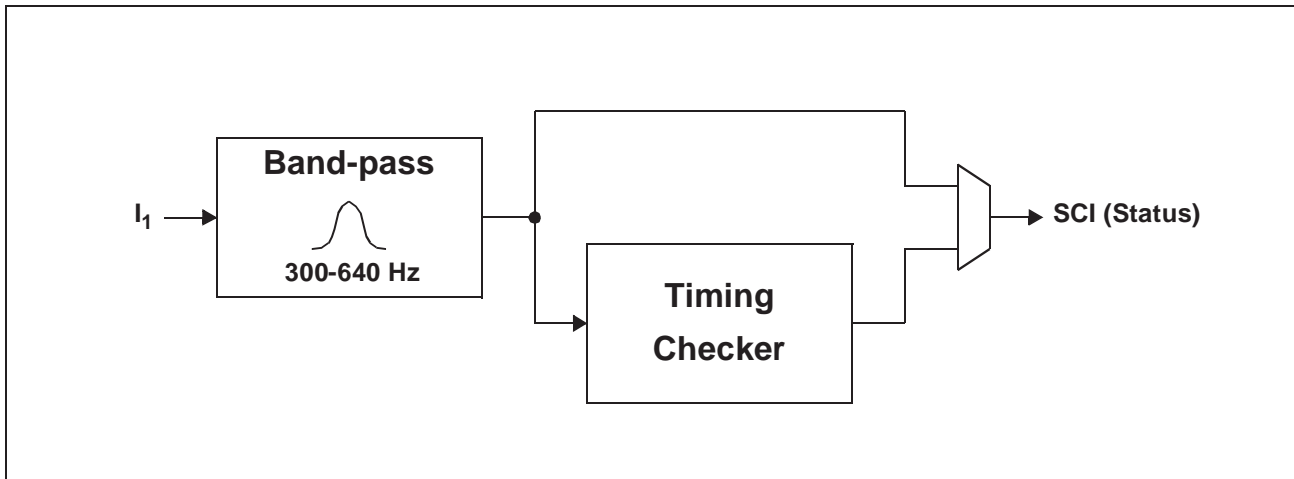 Band-pass
300-640 Hz
I1
Timing
Checker
SCI (Status)